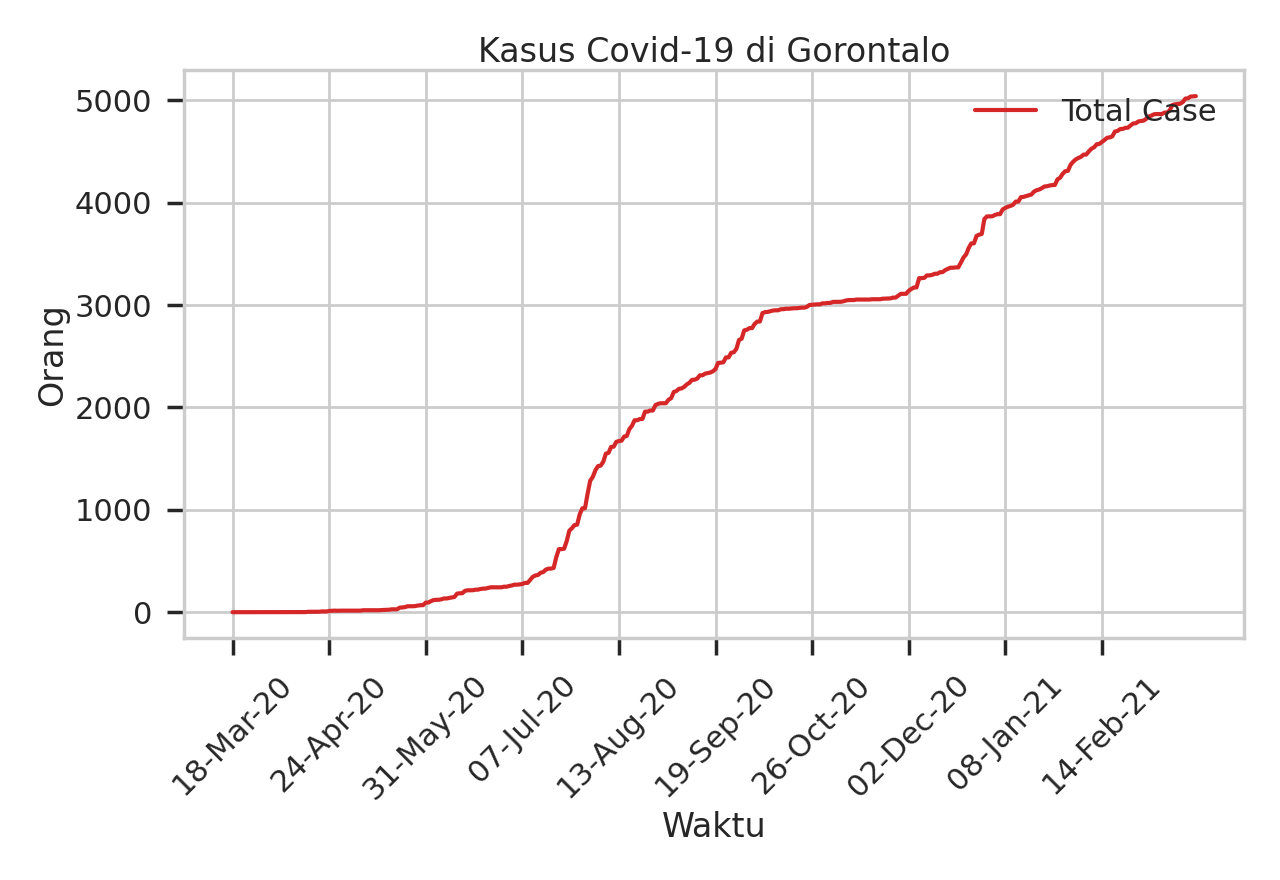 Kasus Covid-19 di Gorontalo
Total Case
5000
4000
3000
2000
1000
0
Orang
18-Mar-20
24-Apr-20
31-May-20
07-Jul-20
13-Aug-20
19-Sep-20
26-Oct-20
02-Dec-20
08-Jan-21
14-Feb-21
Waktu